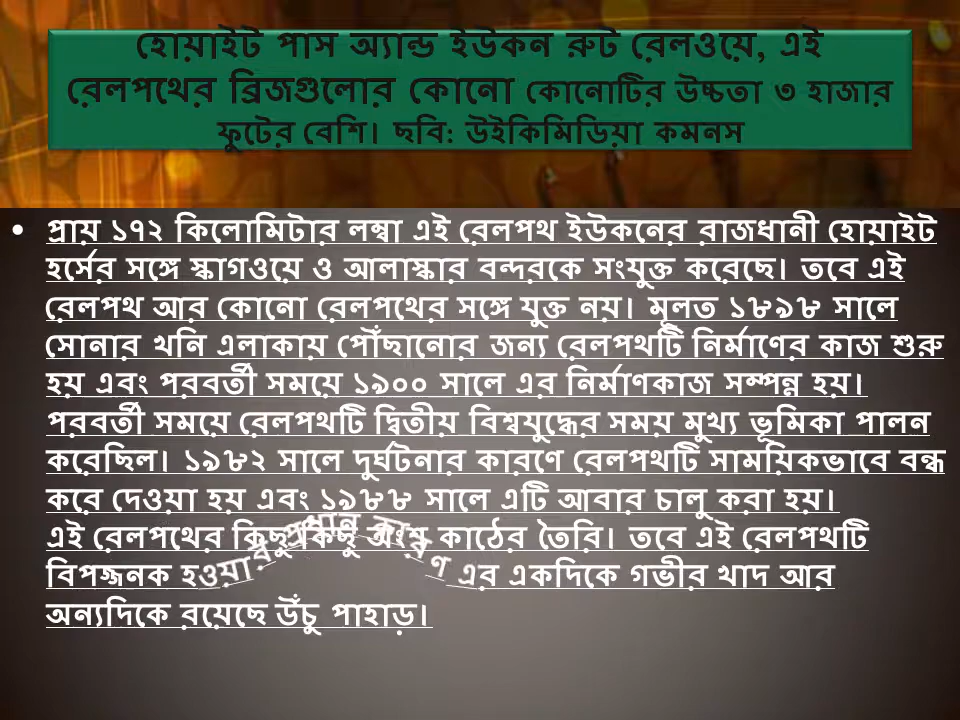 হোয়াইট পাস অ্যান্ড ইউকন রুট রেলওয়ে, এই
রেলপথের ব্রিজগুলোর কোনো কোনোটির উচ্চতা ৩ হাজার
ফুটের বেশি। ছবি: উইকিমিডিয়া কমনস
• প্রায় ১৭২ কিলোমিটার লম্বা এই রেলপথ ইউকনের রাজধানী হোয়াইট
হর্সের সঙ্গে স্কাগওয়ে ও আলাস্কার বন্দরকে সংযুক্ত করেছে। তবে এই
রেলপথ আর কোনো রেলপথের সঙ্গে যুক্ত নয়। মূলত ১৮৯৮ সালে
সোনার খনি এলাকায় পৌঁছানোর জন্য রেলপথটি নির্মাণের কাজ শুরু
হয় এবং পরবর্তী সময়ে ১৯০০ সালে এর নির্মাণকাজ সম্পন্ন হয়।
পরবর্তী সময়ে রেলপথটি দ্বিতীয় বিশ্বযুদ্ধের সময় মুখ্য ভূমিকা পালন
করেছিল। ১৯৮২ সালে দুর্ঘটনার কারণে রেলপথটি সাময়িকভাবে বন্ধ
করে দেওয়া হয় এবং ১৯৮৮ সালে এটি আবার চালু করা হয়।
এই রেলপথের কিছু কিছু অংশ কাঠের তৈরি। তবে এই রেলপথটি
বিপজ্জনক হওয়ার প্রধান কারণ এর একদিকে গভীর খাদ আর
অন্যদিকে রয়েছে উঁচু পাহাড়।